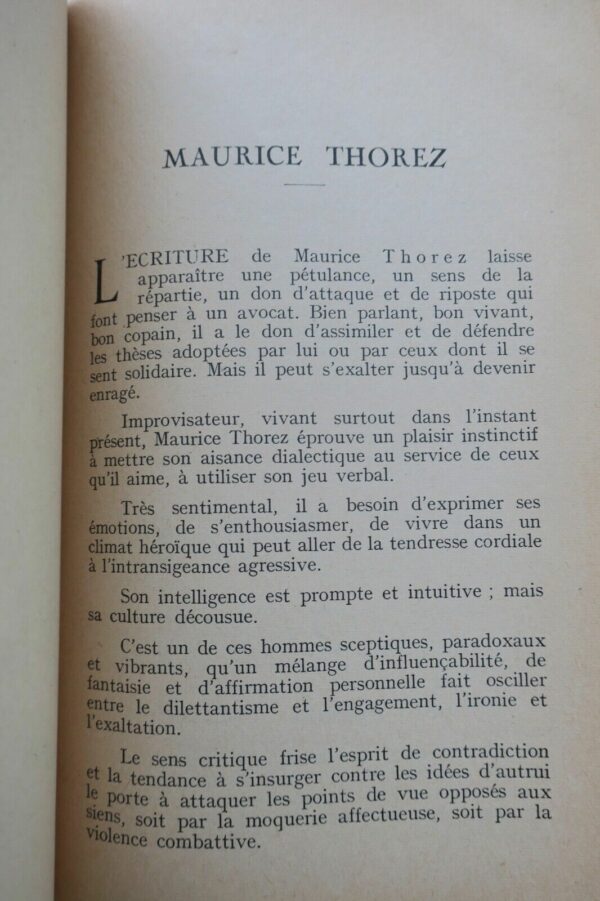 MAURICE THOREZ
L'ECRITURE de Maurice Thorez laisse
apparaître une pétulance, un sens de la
répartie, un don d'attaque et de riposte qui
font penser à un avocat. Bien parlant, bon vivant,
bon copain, il a le don d'assimiler et de défendre
les thèses adoptées par lui ou par ceux dont il se
sent solidaire. Mais il peut s'exalter jusqu'à devenir
enragé.
Improvisateur, vivant surtout dans l'instant
présent, Maurice Thorez éprouve un plaisir instinctif
à mettre son aisance dialectique au service de ceux
qu'il aime, à utiliser son jeu verbal.
Très sentimental, il a besoin d'exprimer ses
émotions, de s'enthousiasmer, de vivre dans un
climat héroïque qui peut aller de la tendresse cordiale
à l'intransigeance agressive.
Son intelligence est prompte et intuitive ; mais
sa culture décousue.
C'est un de ces hommes sceptiques, paradoxaux
et vibrants, qu'un mélange d'influençabilité, de
fantaisie et d'affirmation personnelle fait osciller
entre le dilettantisme et l'engagement, l'ironie et
l'exaltation.
Le sens critique frise l'esprit de contradiction
et la tendance à s'insurger contre les idées d'autrui
le porte à attaquer les points de vue opposés aux
siens, soit par la moquerie affectueuse, soit par la
violence combattive.